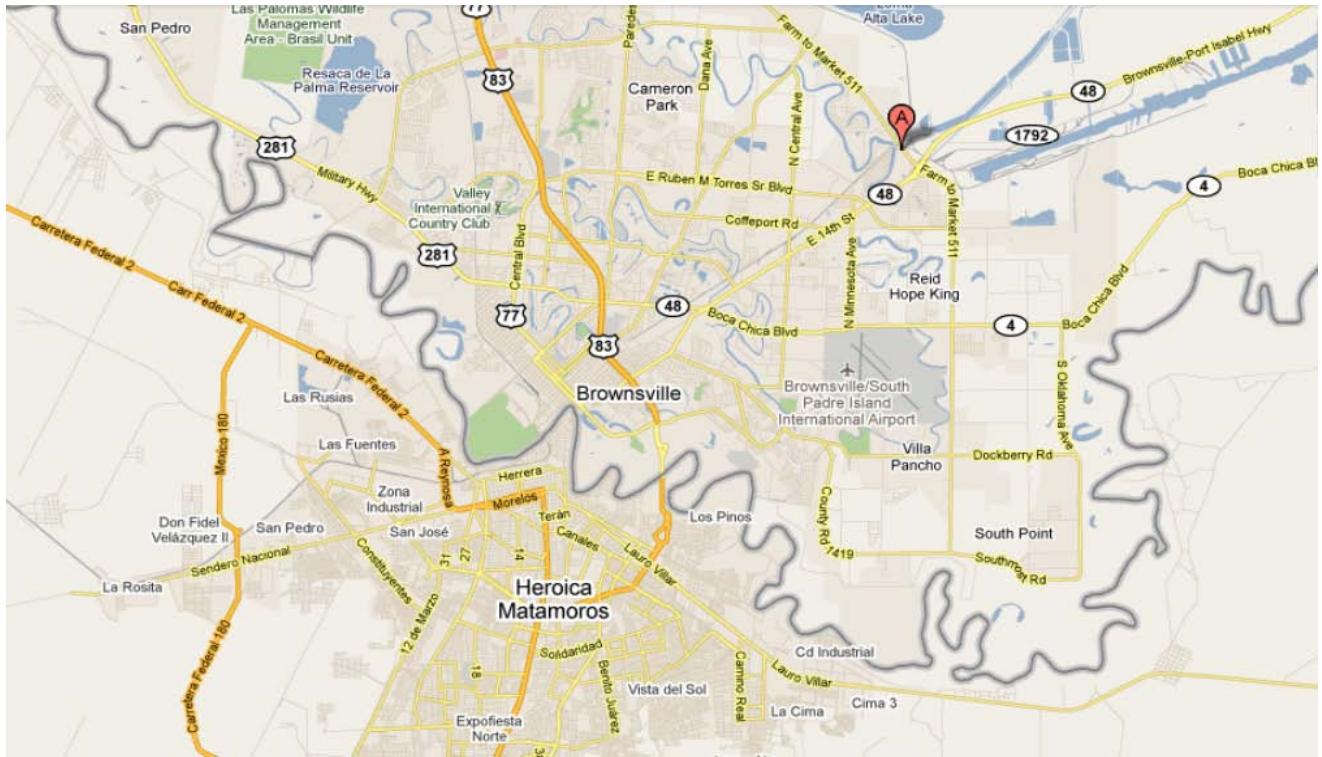 Las Palomas Wildlife
Management
Area - Brasil Unit
San Pedro
77
Resaca de La
Palma Reservoir
83
Paredes
Cameron
Park
Dana Ave
N Central Ave
Farm to Market 511
Loma
Alta Lake
A
48
Brownsville-Port Isabel Hwy
1792
281
Military Hwy
Valley
International
Country Club
E Ruben M Torres Sr Blvd
48
Farm to Market 511
4
Boca Chica Bl
Coffeport Rd
E 14th St
Carretera Federal 2
Carr Federal 2
281
Central Blvd
N Minnesota Ave
Reid
Hope King
77
48
Boca Chica Blvd
4
Boca Chica Blvd
83
Carretera Federal 2
Las Rusias
Brownsville
Brownsville/South
Padre Island
International Airport
S Oklahoma Ave
Mexico 180
Las Fuentes
A Reynosa
Villa
Pancho
Dockberry Rd
Herrera
Zona
Industrial
Morelos
Don Fidel
Velázquez II
San Pedro
San José
Terán
Canales
Los Pinos
County Rd
1419
South Point
Sendero Nacional
31
27
14
Lauro Villar
Southmost Rd
La Rosita
Constituyentes
Heroica
Matamoros
12 de Marzo
Carretera Federal 180
Solidaridad
18
Benito Juárez
Vista del Sol
Camino Real
Cd Industrial
Lauro Villar
Cima 3
La Cima
Expofiesta
Norte